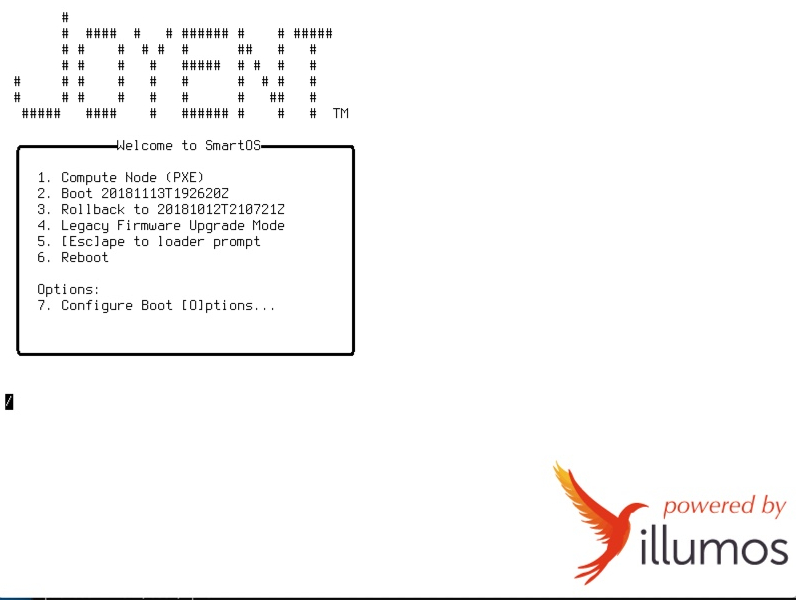 JOYENT TM
Welcome to SmartOS
1. Compute Node (PXE)
2. Boot 20181113T192620Z
3. Rollback to 20181012T210721Z
4. Legacy Firmware Upgrade Mode
5. [Esc]ape to loader prompt
6. Reboot
Options:
7. Configure Boot [O]ptions...
/
powered by
illumos